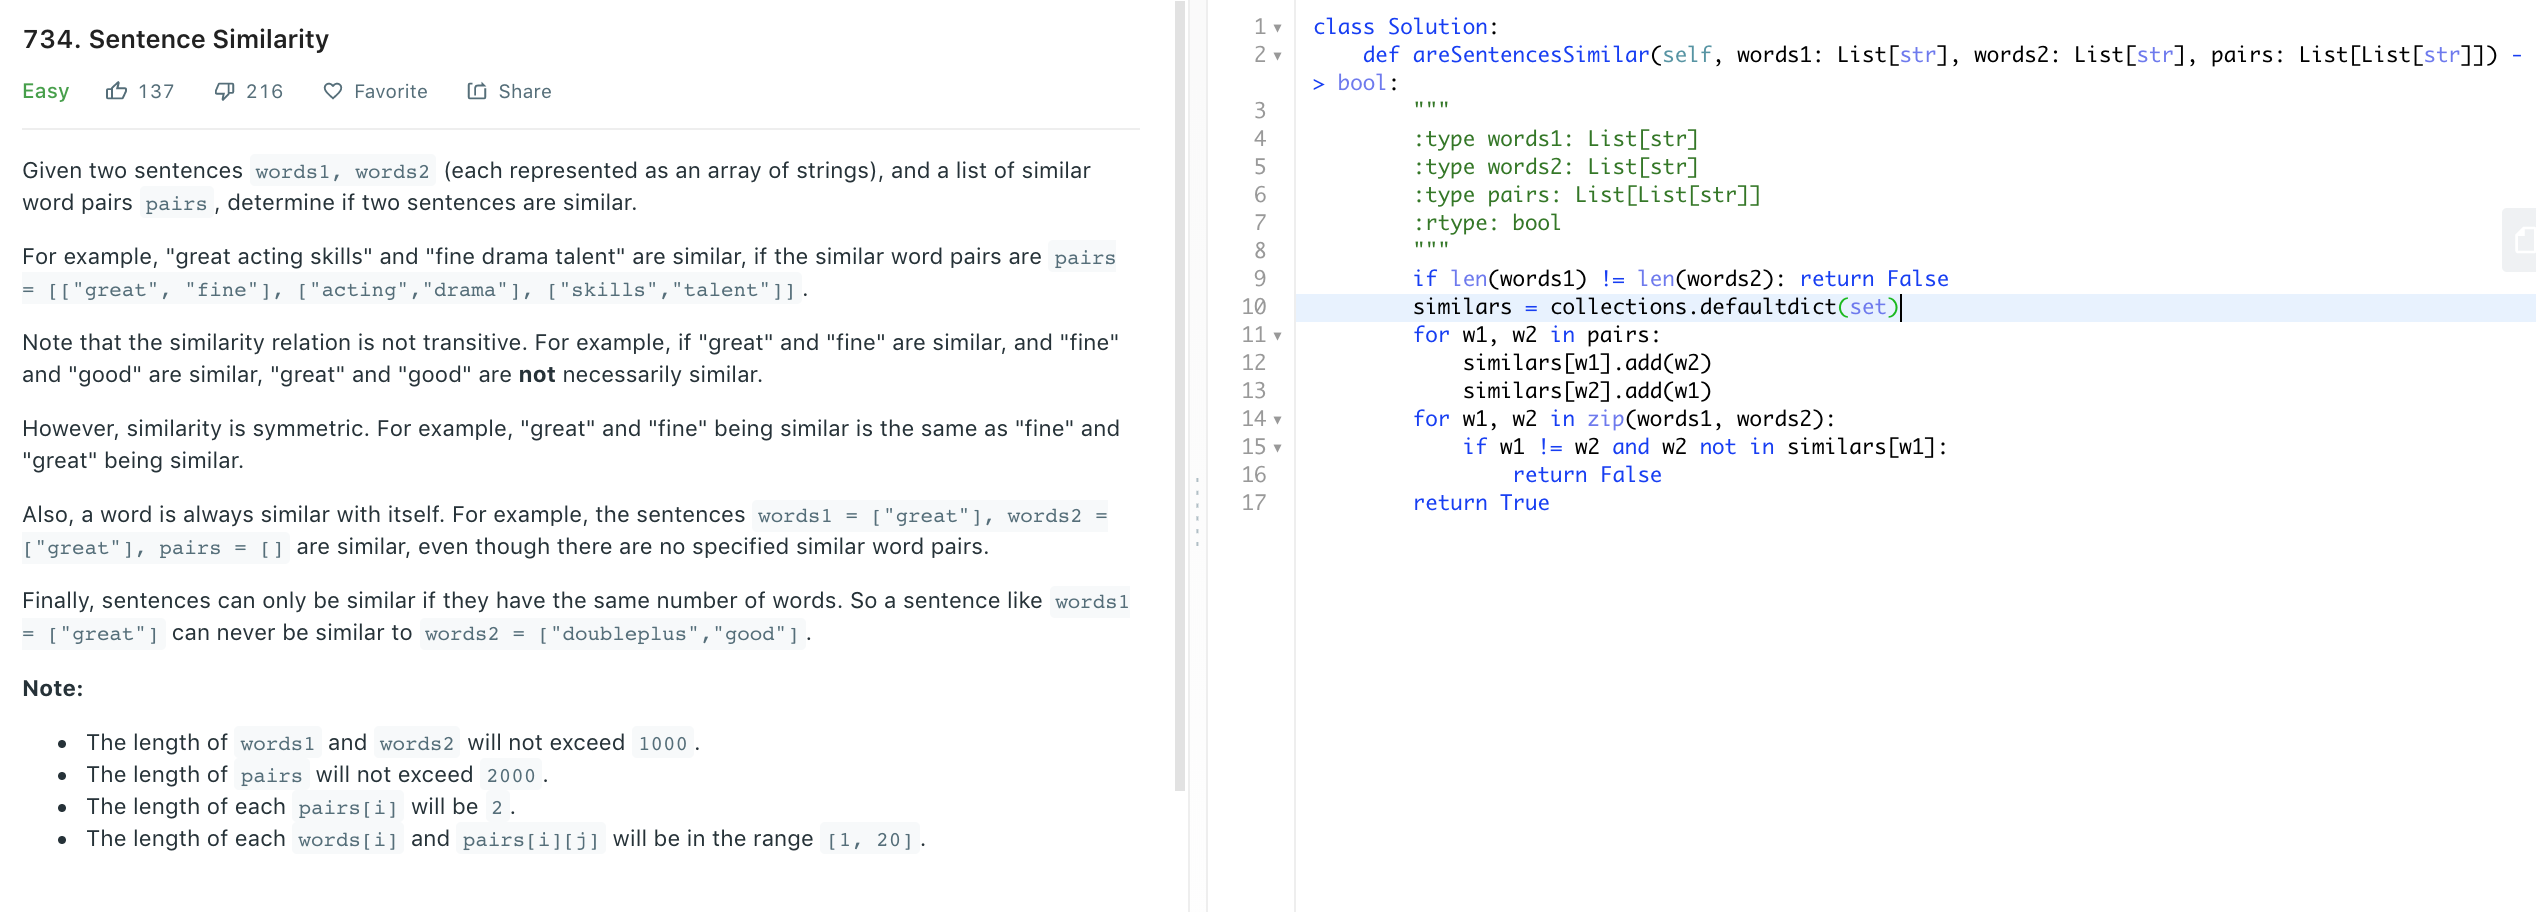 734. Sentence Similarity
Easy 137 216 Favorite Share
Given two sentences words1, words2 (each represented as an array of strings), and a list of similar
word pairs pairs, determine if two sentences are similar.
For example, "great acting skills" and "fine drama talent" are similar, if the similar word pairs are pairs
= [["great", "fine"], ["acting","drama"], ["skills","talent"]].
Note that the similarity relation is not transitive. For example, if "great" and "fine" are similar, and "fine"
and "good" are similar, "great" and "good" are not necessarily similar.
However, similarity is symmetric. For example, "great" and "fine" being similar is the same as "fine" and
"great" being similar.
Also, a word is always similar with itself. For example, the sentences words1 = ["great"], words2 =
["great"], pairs = [] are similar, even though there are no specified similar word pairs.
Finally, sentences can only be similar if they have the same number of words. So a sentence like words1
= ["great"] can never be similar to words2 = ["doubleplus","good"].
Note:
• The length of words1 and words2 will not exceed 1000.
• The length of pairs will not exceed 2000.
• The length of each pairs[i] will be 2.
• The length of each words[i] and pairs[i][j] will be in the range [1, 20].
1 class Solution:
2     def areSentencesSimilar(self, words1: List[str], words2: List[str], pairs: List[List[str]]) -
> bool:
3         """
4         :type words1: List[str]
5         :type words2: List[str]
6         :type pairs: List[List[str]]
7         :rtype: bool
8         """
9         if len(words1) != len(words2): return False
10         similars = collections.defaultdict(set)
11         for w1, w2 in pairs:
12             similars[w1].add(w2)
13             similars[w2].add(w1)
14         for w1, w2 in zip(words1, words2):
15             if w1 != w2 and w2 not in similars[w1]:
16                 return False
17         return True